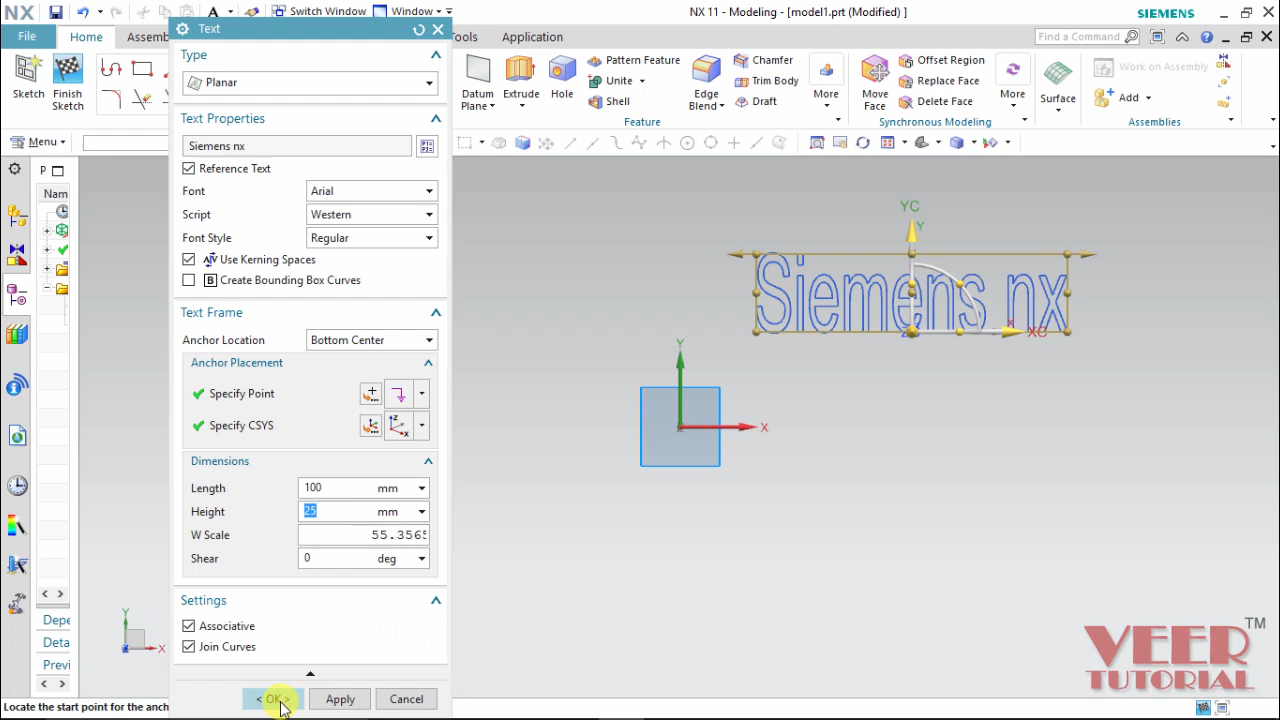 NX Switch Window Window NX 11 - Modeling - [model1.prt (Modified) ] SIEMENS
Text
File Home Assemb Tools Application Find a Command
Type
Planar
Sketch Finish Sketch Datum Plane Extrude Hole Pattern Feature Unite Shell Edge Blend Chamfer Trim Body Draft More Move Face Offset Region Replace Face Delete Face More Surface Work on Assembly Add
Feature Synchronous Modeling Assemblies
Text Properties
Menu
Siemens nx
Reference Text
P
Nam
Font Arial
Script Western
Font Style Regular
Use Kerning Spaces
B Create Bounding Box Curves
Text Frame
Anchor Location Bottom Center
Anchor Placement
Specify Point
Specify CSYS
Dimensions
Length 100 mm
Height 25 mm
W Scale 55.3565
Shear 0 deg
Settings
Associative
Join Curves
< OK > Apply Cancel
YC
Y
Siemens nx
X XC
Y
X
Y
X
Depe
Deta
Previ
Locate the start point for the anch
VEER TM
TUTORIAL